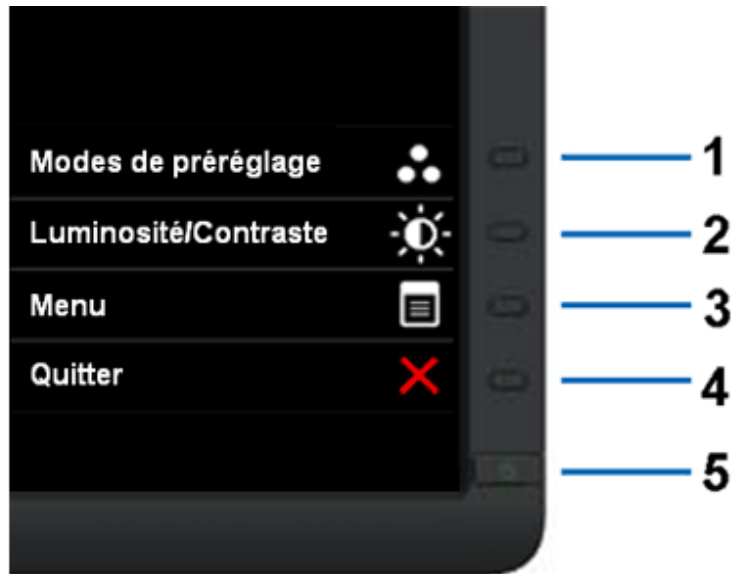 Modes de préréglage 1
Luminosité/Contraste 2
Menu 3
Quitter 4
5